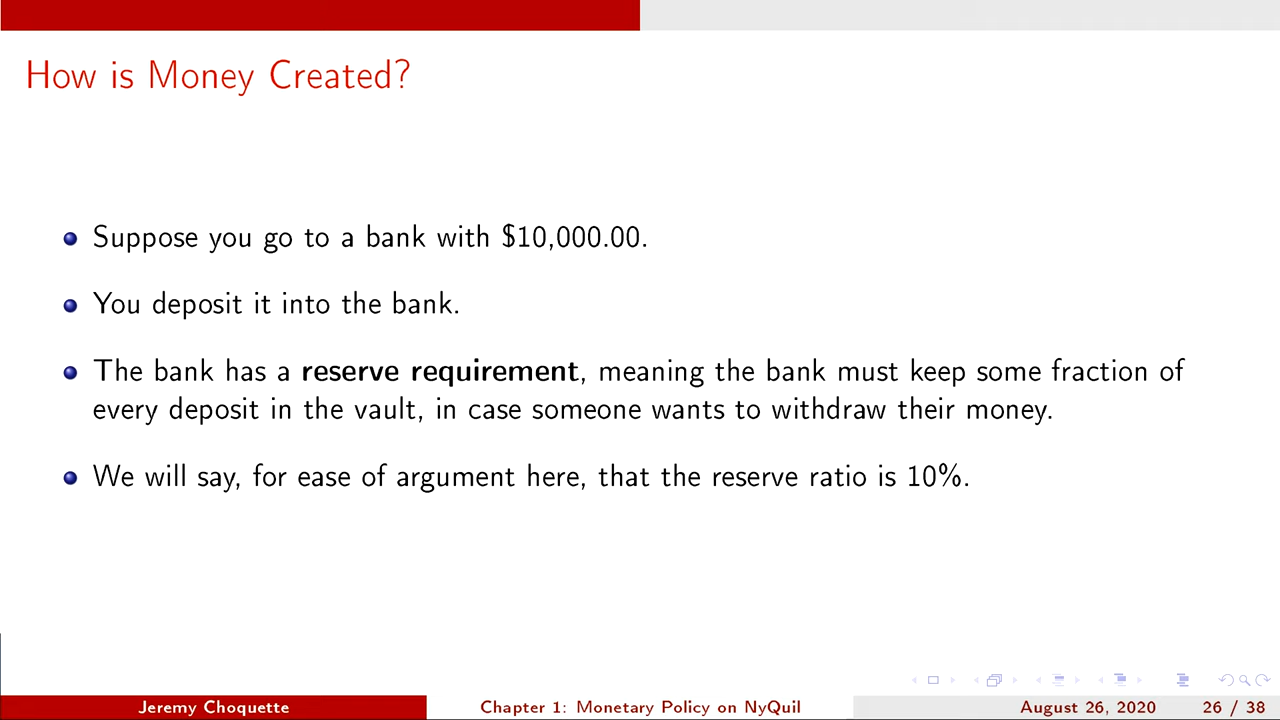 How is Money Created?
Suppose you go to a bank with $10,000.00.
You deposit it into the bank.
The bank has a reserve requirement, meaning the bank must keep some fraction of
every deposit in the vault, in case someone wants to withdraw their money.
We will say, for ease of argument here, that the reserve ratio is 10%.
Jeremy Choquette Chapter 1: Monetary Policy on NyQuil August 26, 2020 26 / 38